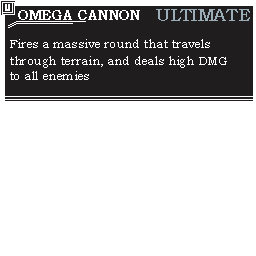 U OMEGA CANNON ULTIMATE
Fires a massive round that travels
through terrain, and deals high DMG
to all enemies